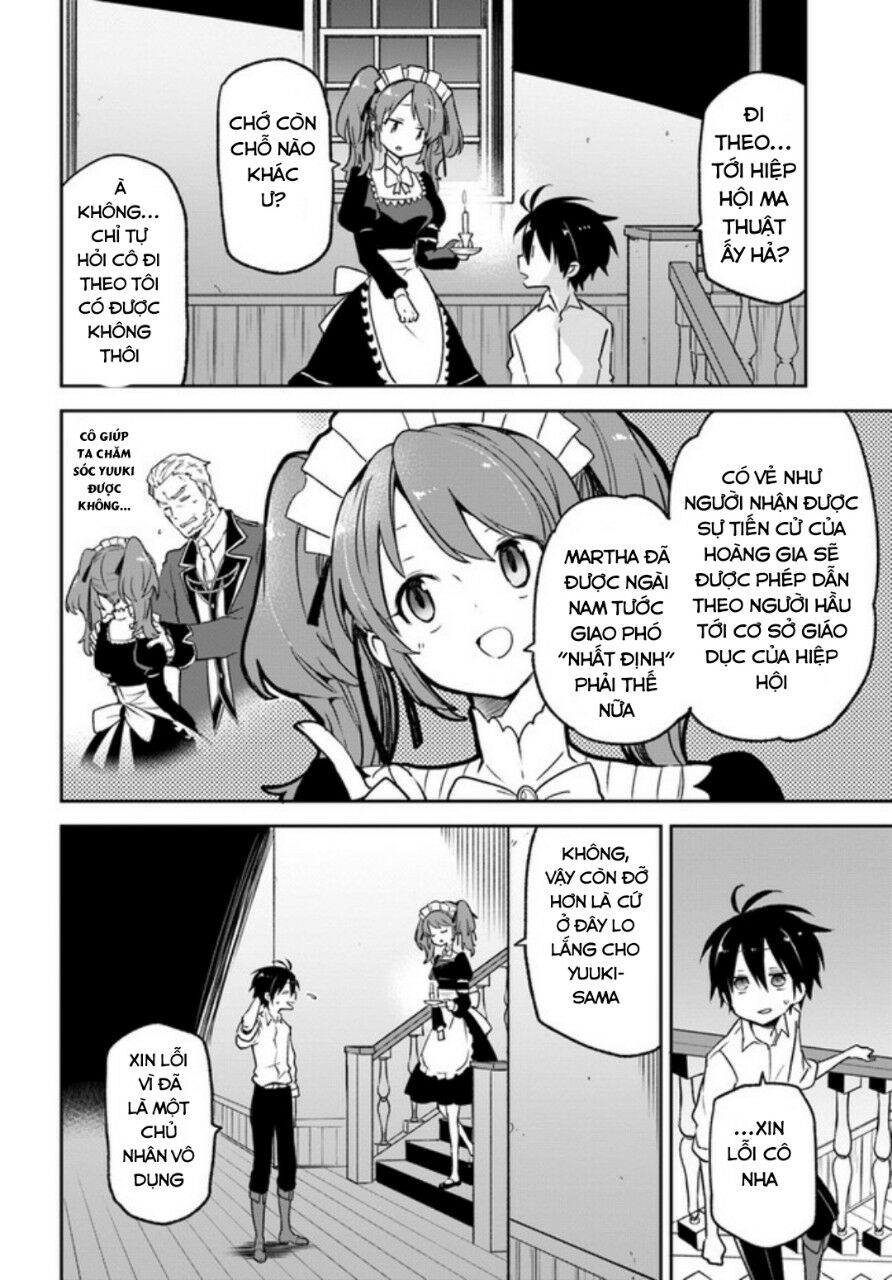 ĐI
THEO...
TỚI HIỆP
HỘI MA
THUẬT
ẤY HẢ?
CHỚ CÒN
CHỖ NÀO
KHÁC
Ư?
À
KHÔNG...
CHỈ TỰ
HỎI CÔ ĐI
THEO TÔI
CÓ ĐƯỢC
KHÔNG
THÔI
CÓ VẺ NHƯ
NGƯỜI NHẬN ĐƯỢC
SỰ TIẾN CỬ CỦA
HOÀNG GIA SẼ
ĐƯỢC PHÉP DẪN
THEO NGƯỜI HẦU
TỚI CƠ SỞ GIÁO
DỤC CỦA HIỆP
HỘI
MARTHA ĐÃ
ĐƯỢC NGÀI
NAM TƯỚC
GIAO PHÓ
“NHẤT ĐỊNH”
PHẢI THẾ
NỮA
CÔ GIÚP
TA CHĂM
SÓC YUUKI
ĐƯỢC
KHÔNG...
...XIN
LỖI CÔ
NHA
KHÔNG,
VẬY CÒN ĐỠ
HƠN LÀ CỨ
Ở ĐÂY LO
LẮNG CHO
YUUKI-
SAMA
XIN LỖI
VÌ ĐÃ
LÀ MỘT
CHỦ
NHÂN VÔ
DỤNG